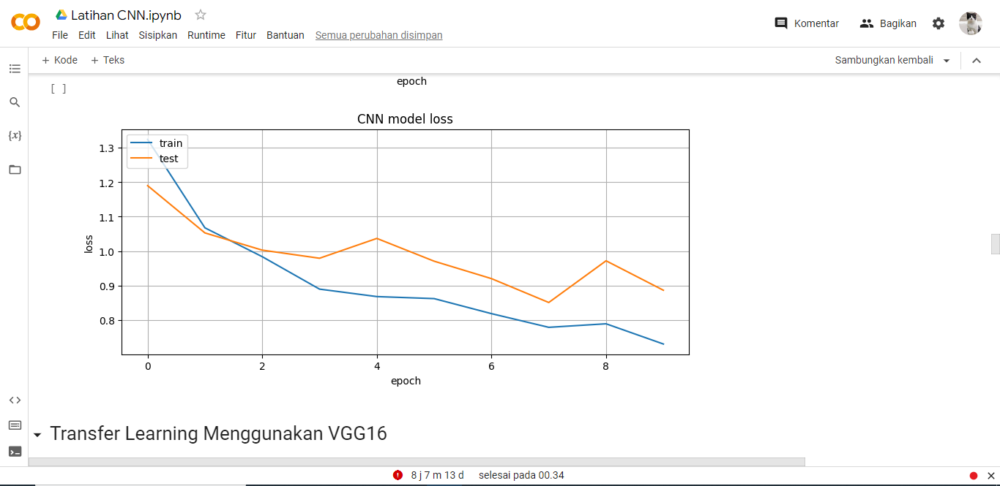 Latihan CNN.ipynb
File Edit Lihat Sisipkan Runtime Fitur Bantuan Semua perubahan disimpan
Komentar Bagikan
+ Kode + Teks
Sambungkan kembali
{x}
[ ]
epoch
CNN model loss
train
test
1.3
1.2
1.1
1.0
0.9
0.8
loss
0 2 4 6 8
epoch
Transfer Learning Menggunakan VGG16
8 j 7 m 13 d selesai pada 00.34